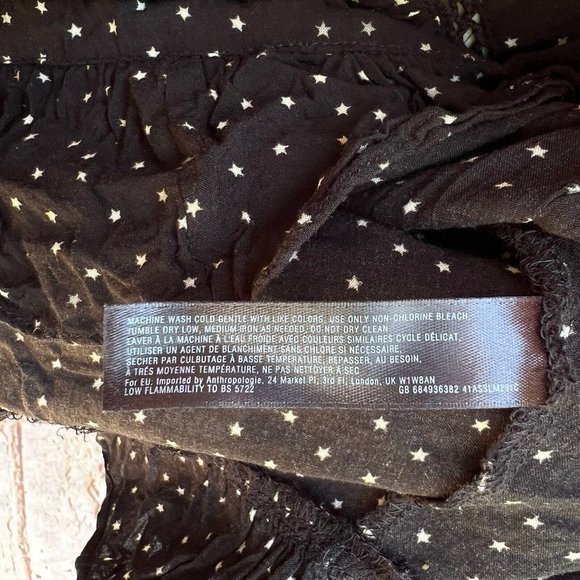 MACHINE WASH COLD GENTLE WITH LIKE COLORS, USE ONLY NON-CHLORINE BLEACH,
TUMBLE DRY LOW, MEDIUM IRON AS NEEDED, DO NOT DRY CLEAN
LAVER À LA MACHINE À L'EAU FROIDE AVEC COULEURS SIMILAIRES CYCLE DÉLICAT,
UTILISER UN AGENT DE BLANCHIMENT SANS CHLORE SI NÉCESSAIRE,
SÉCHER PAR CULBUTAGE À BASSE TEMPÉRATURE, REPASSER, AU BESOIN,
À TRÉS MOYENNE TEMPÉRATURE, NE PAS NETTOYER À SEC
For EU: Imported by Anthropologie, 24 Market Pl, 3rd Fl, London, UK W1W8AN
LOW FLAMMABILITY TO BS 5722 GB 684936382 41ASSLM291C